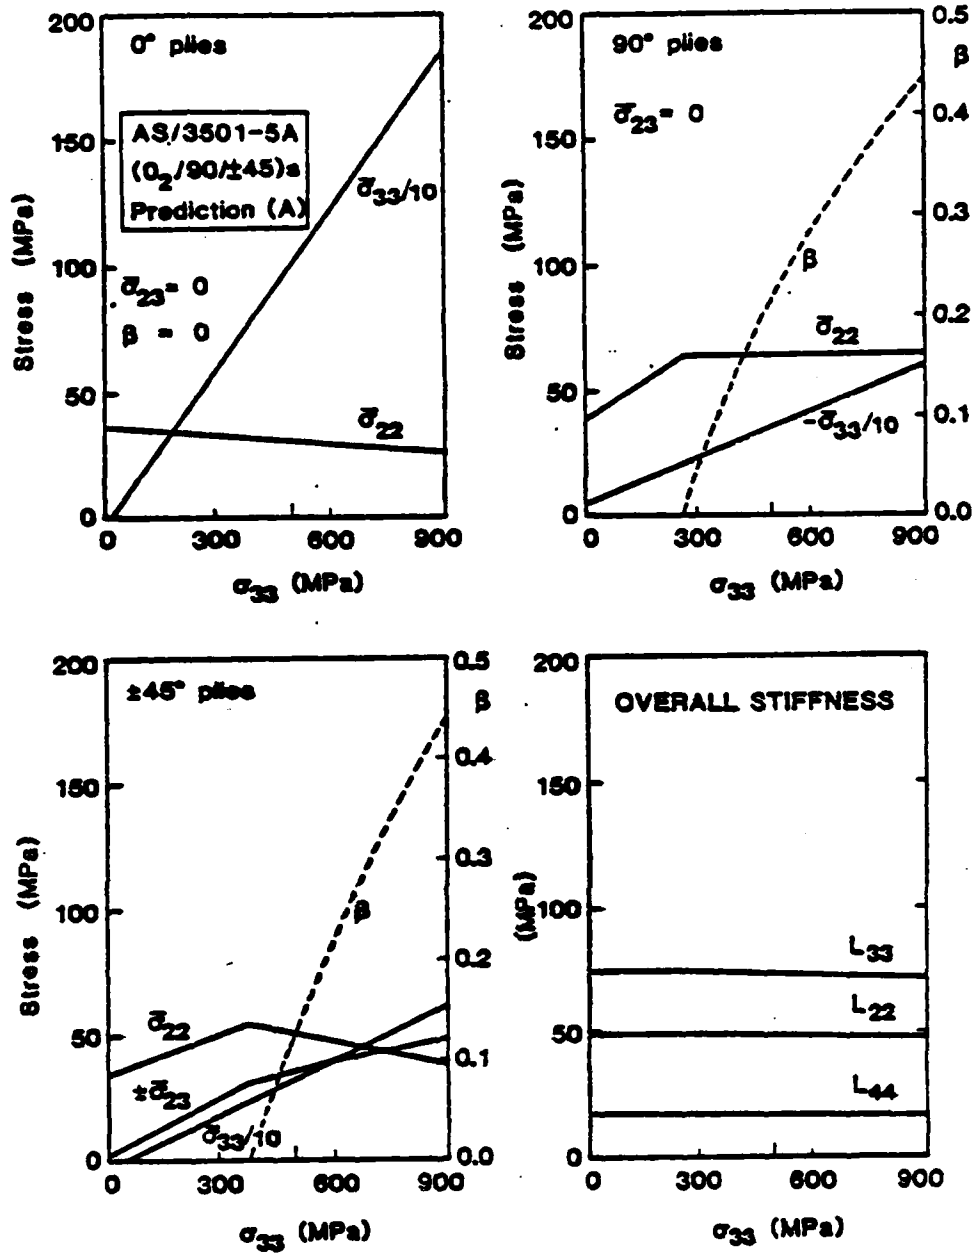 200
150
100
50
0
Stress (MPa)
0° plies
AS/3501-5A
(0₂/90/±45)s
Prediction (A)
σ̅₂₃= 0
β = 0
σ̅₃₃/10
σ̅₂₂
0 300 600 900
σ₃₃ (MPa)
200
150
100
50
0
Stress (MPa)
90° plies
σ̅₂₃= 0
β
σ̅₂₂
-σ̅₃₃/10
0.5
β
0.4
0.3
0.2
0.1
0.0
0 300 600 900
σ₃₃ (MPa)
200
150
100
50
0
Stress (MPa)
±45° plies
β
σ̅₂₂
±σ̅₂₃
σ̅₃₃/10
0.5
β
0.4
0.3
0.2
0.1
0.0
0 300 600 900
σ₃₃ (MPa)
200
150
100
50
0
(MPa)
OVERALL STIFFNESS
L₃₃
L₂₂
L₄₄
0 300 600 900
σ₃₃ (MPa)